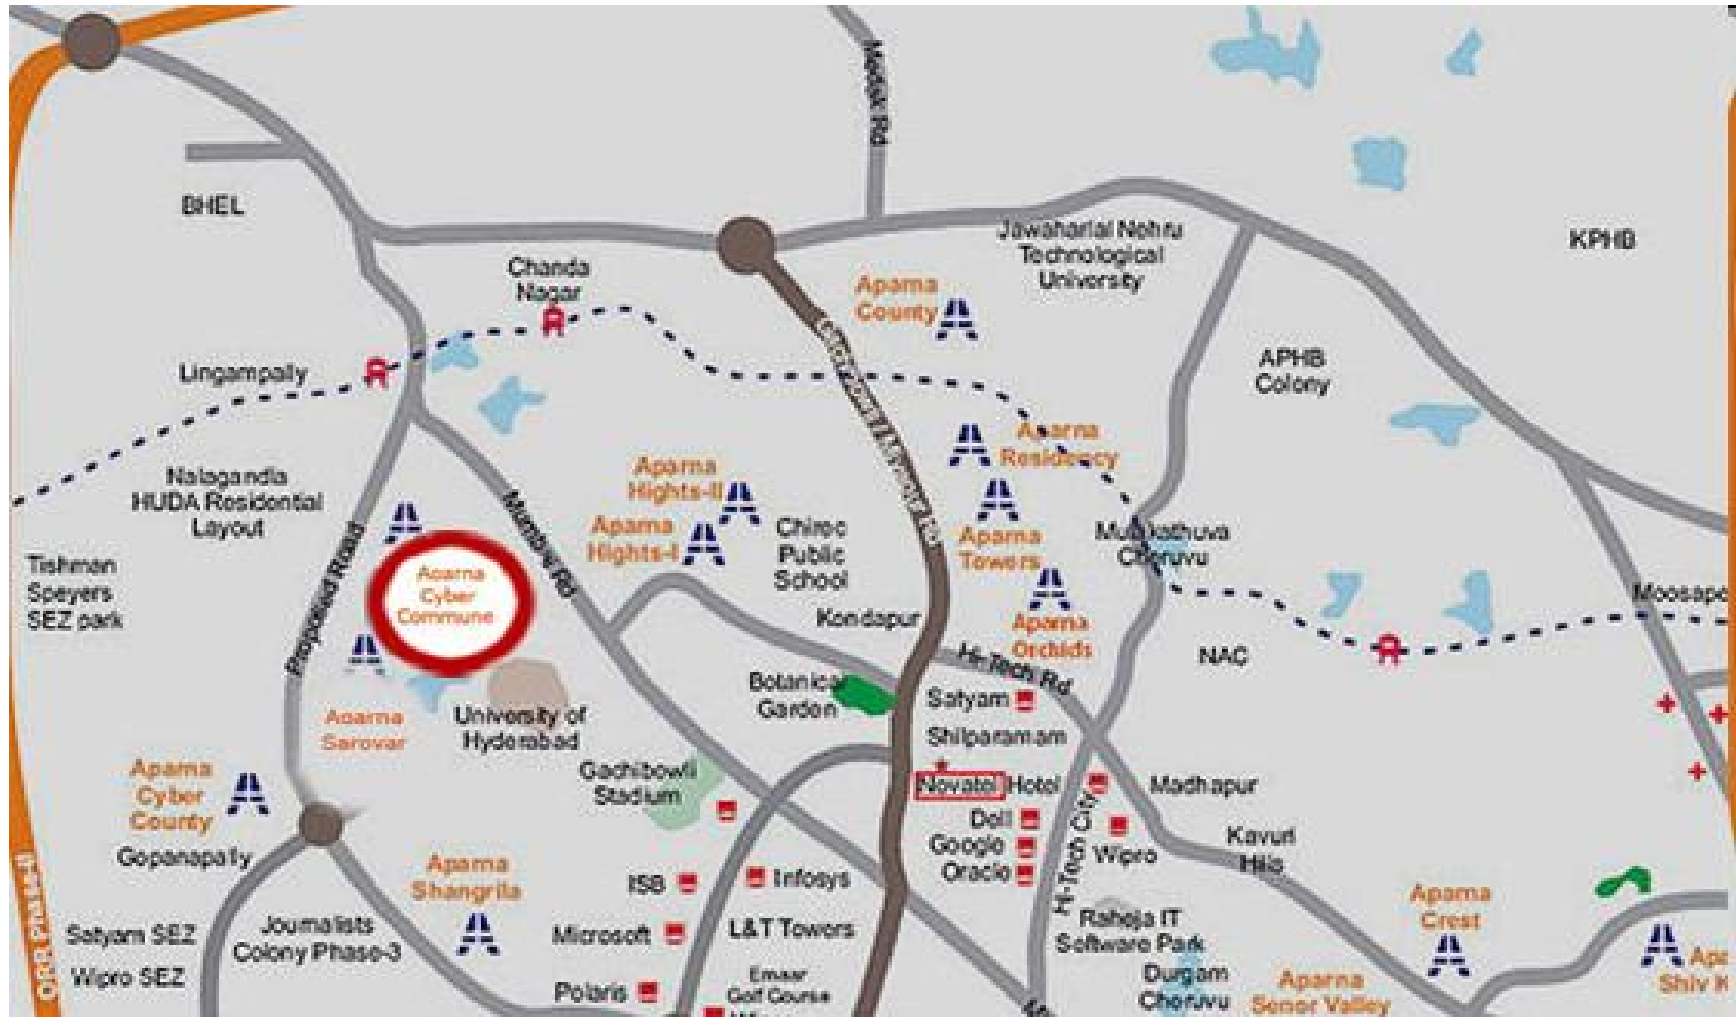 Medak Rd
BHEL
Jawaharlal Nehru
Technological
University
KPHB
Chanda
Nagar
Aparna
County
Lingampally
APHB
Colony
Aparna
Residency
Nalagandla
HUDA Residential
Layout
Aparna
Hights-II
Mumbai Rd
Aparna
Hights-I
Chirec
Public
School
Aparna
Towers
Cheruvu
Tishman
Speyers
SEZ park
Proposed Road
Aparna
Cyber
Commune
Moosape
Kondapur
Aparna
Orchids
NAC
Hi-Tech Rd
Botanical
Garden
Satyam
Aparna
Sarovar
University of
Hyderabad
Shilparamam
Gachibowli
Stadium
Novatel Hotel
Madhapur
Aparna
Cyber
County
Dell
Google
Oracle
Hi-Tech City
Wipro
Kavuri
Hills
Gopanapally
Aparna
Shangrila
ISB
Infosys
Aparna
Crest
Satyam SEZ
Journalists
Colony Phase-3
Microsoft
L&T Towers
Raheja IT
Software Park
Wipro SEZ
Polaris
Emaar
Golf Course
Durgam
Cheruvu
Aparna
Senor Valley
Apa
Shiv K